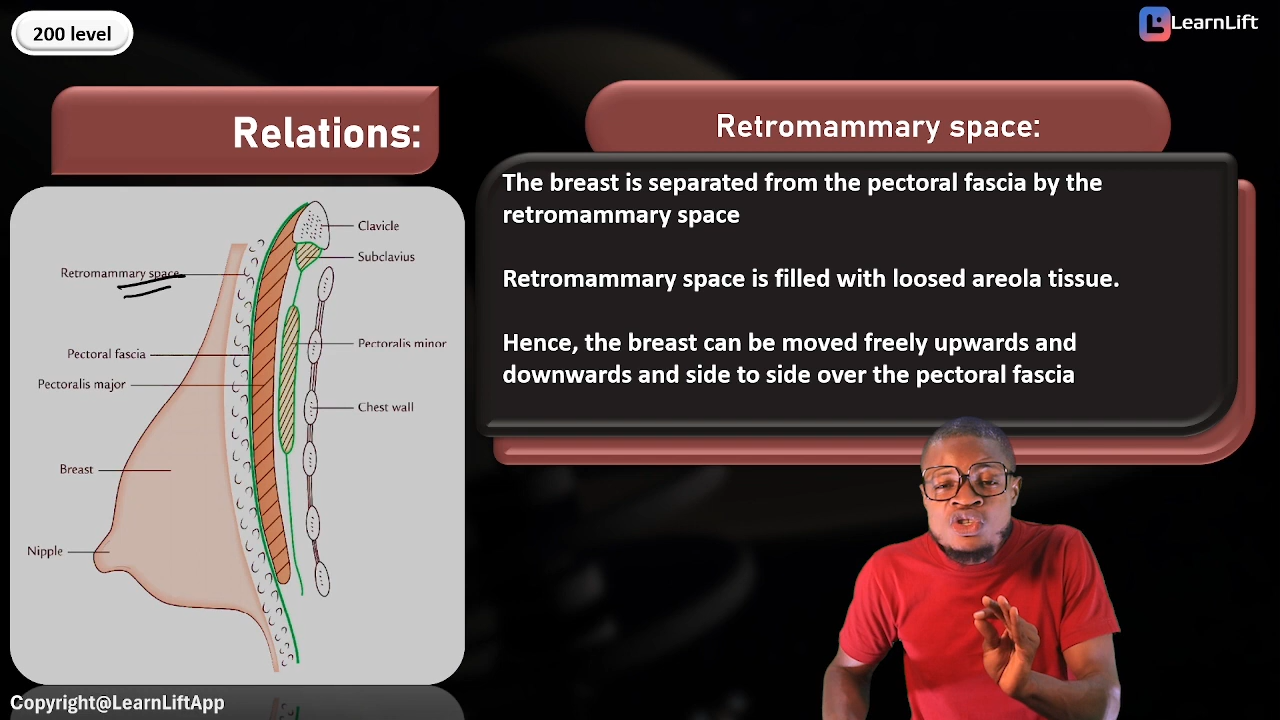 200 level
LearnLift
Relations:
Retromammary space:
The breast is separated from the pectoral fascia by the
retromammary space
Retromammary space is filled with loosed areola tissue.
Hence, the breast can be moved freely upwards and
downwards and side to side over the pectoral fascia
Clavicle
Subclavius
Retromammary space
Pectoralis minor
Pectoral fascia
Pectoralis major
Chest wall
Breast
Nipple
Copyright@LearnLiftApp